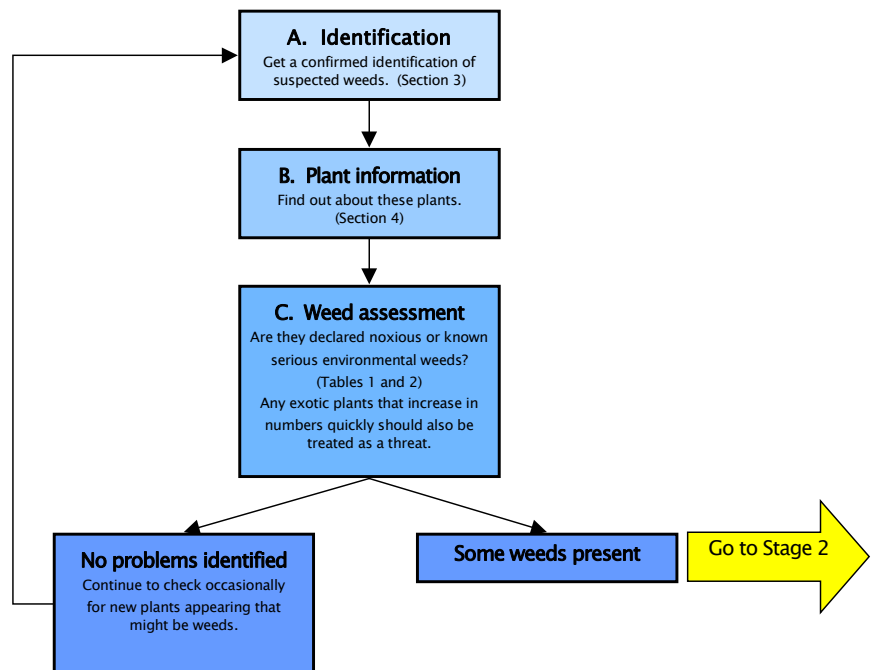 A.  Identification
Get a confirmed identification of
suspected weeds.  (Section 3)
B.  Plant information
Find out about these plants.
(Section 4)
C.  Weed assessment
Are they declared noxious or known
serious environmental weeds?
(Tables 1 and 2)
Any exotic plants that increase in
numbers quickly should also be
treated as a threat.
No problems identified
Continue to check occasionally
for new plants appearing that
might be weeds.
Some weeds present
Go to Stage 2